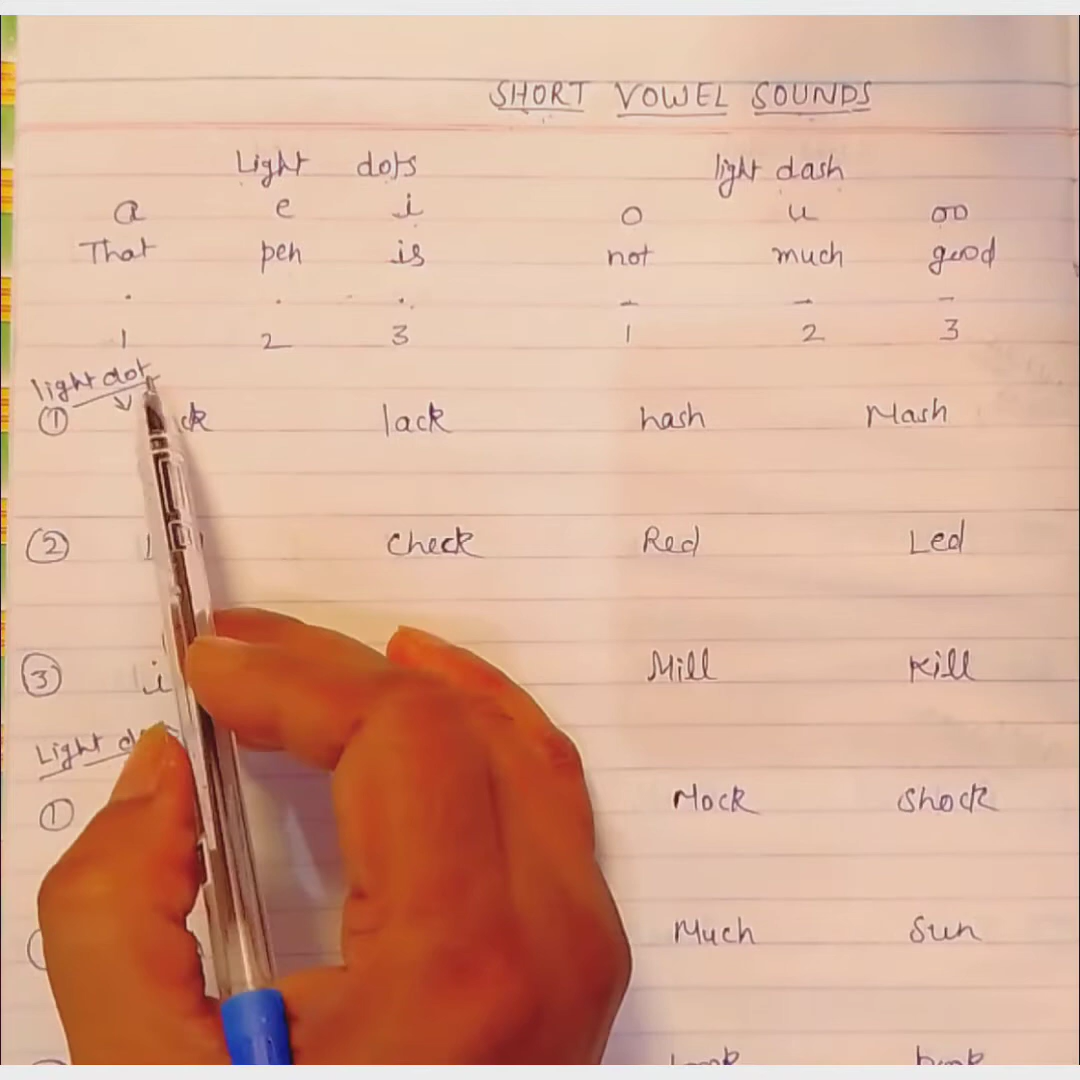 SHORT VOWEL SOUNDS
Light dots light dash
a e i o u oo
That pen is not much good
. . . – – –
1 2 3 1 2 3
light dot
① lack hash Mash
② check Red Led
③ i Mill Kill
Light
① Mock Shock
Much Sun